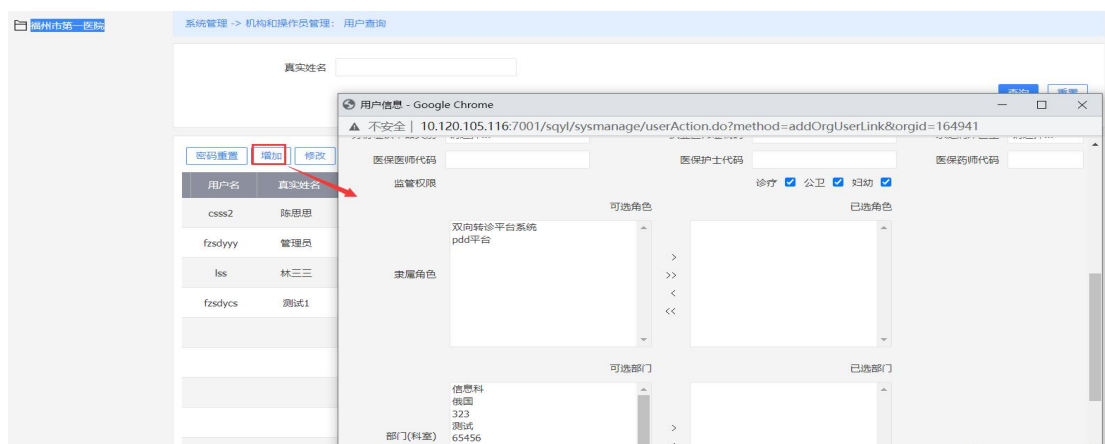 福州市第一医院
系统管理 -> 机构和操作员管理: 用户查询
真实姓名
查询 重置
用户信息 - Google Chrome
不安全 | 10.120.105.116:7001/sqyl/sysmanage/userAction.do?method=addOrgUserLink&orgid=164941
密码重置 增加 修改
医保医师代码 医保护士代码 医保药师代码
监管权限 诊疗 公卫 妇幼
用户名 真实姓名
csss2 陈思思
fzsdyyy 管理员
lss 林三三
fzsdycs 测试1
可选角色 已选角色
双向转诊平台系统
pdd平台
隶属角色
>
>>
<
<<
可选部门 已选部门
信息科
俄国
323
测试
65456
部门(科室)
>